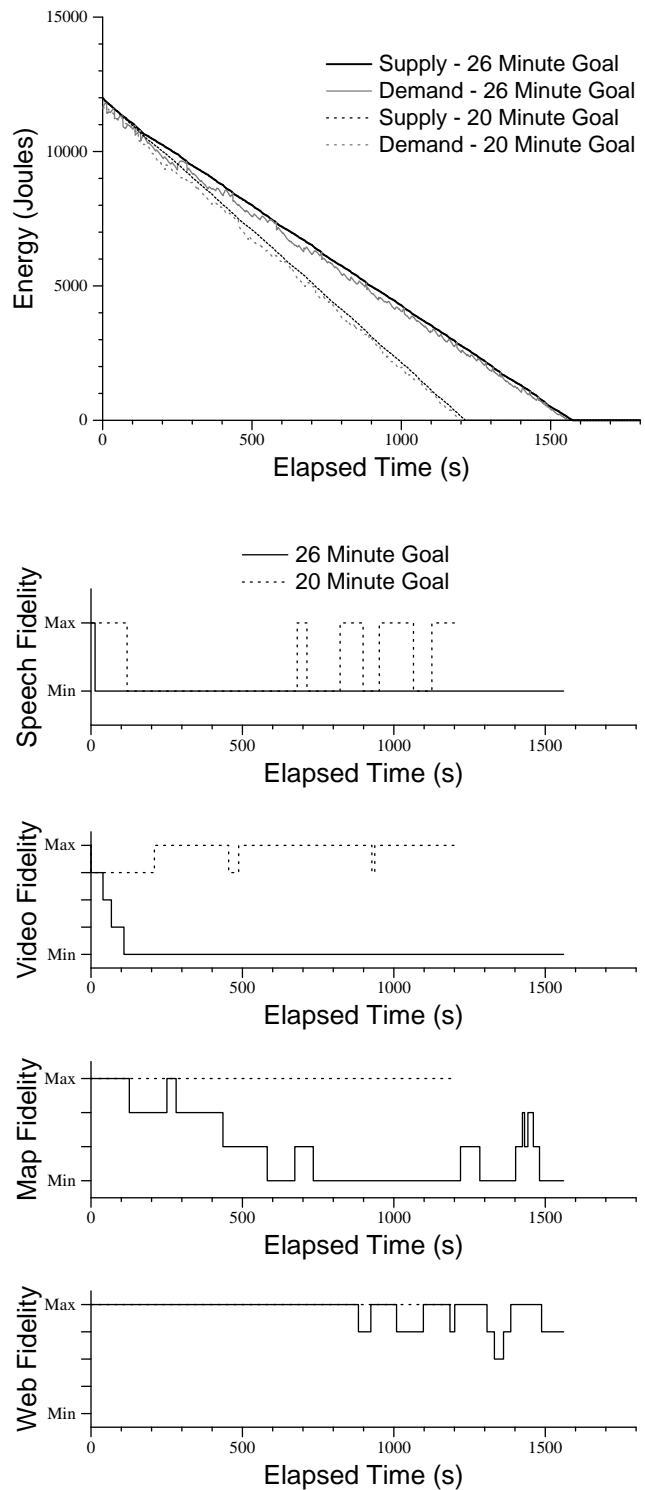 15000
10000
5000
0
Energy (Joules)
Supply - 26 Minute Goal
Demand - 26 Minute Goal
Supply - 20 Minute Goal
Demand - 20 Minute Goal
0 500 1000 1500
Elapsed Time (s)
26 Minute Goal
20 Minute Goal
Speech Fidelity
Max
Min
0 500 1000 1500
Elapsed Time (s)
Video Fidelity
Max
Min
0 500 1000 1500
Elapsed Time (s)
Map Fidelity
Max
Min
0 500 1000 1500
Elapsed Time (s)
Web Fidelity
Max
Min
0 500 1000 1500
Elapsed Time (s)